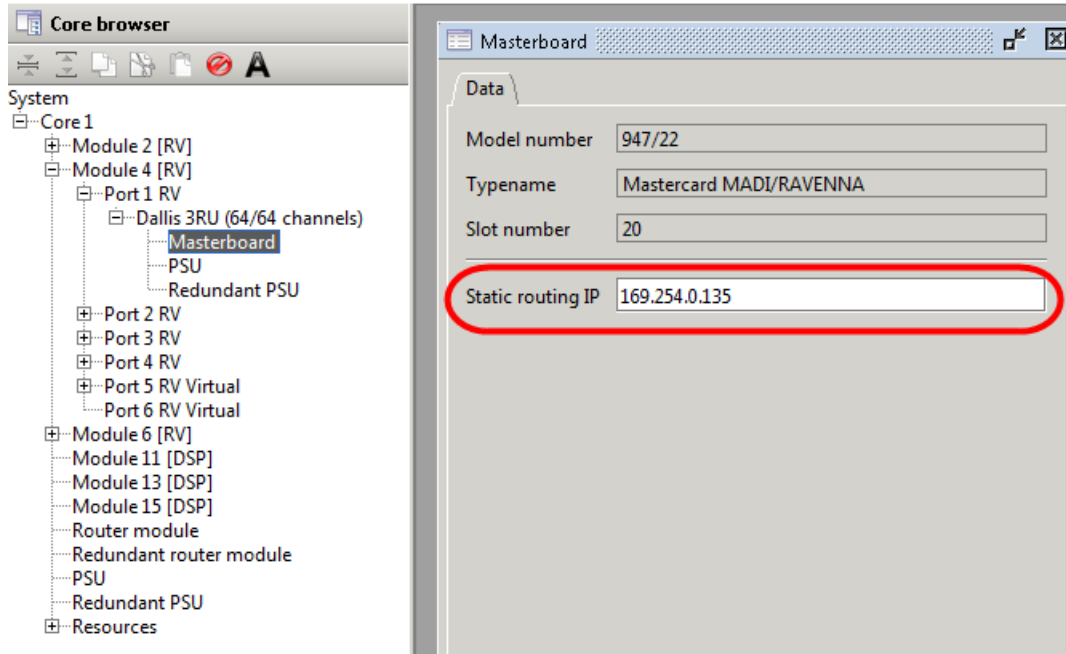 Core browser
A
System
Core 1
Module 2 [RV]
Module 4 [RV]
Port 1 RV
Dallis 3RU (64/64 channels)
Masterboard
PSU
Redundant PSU
Port 2 RV
Port 3 RV
Port 4 RV
Port 5 RV Virtual
Port 6 RV Virtual
Module 6 [RV]
Module 11 [DSP]
Module 13 [DSP]
Module 15 [DSP]
Router module
Redundant router module
PSU
Redundant PSU
Resources
Masterboard
Data
Model number 947/22
Typename Mastercard MADI/RAVENNA
Slot number 20
Static routing IP 169.254.0.135